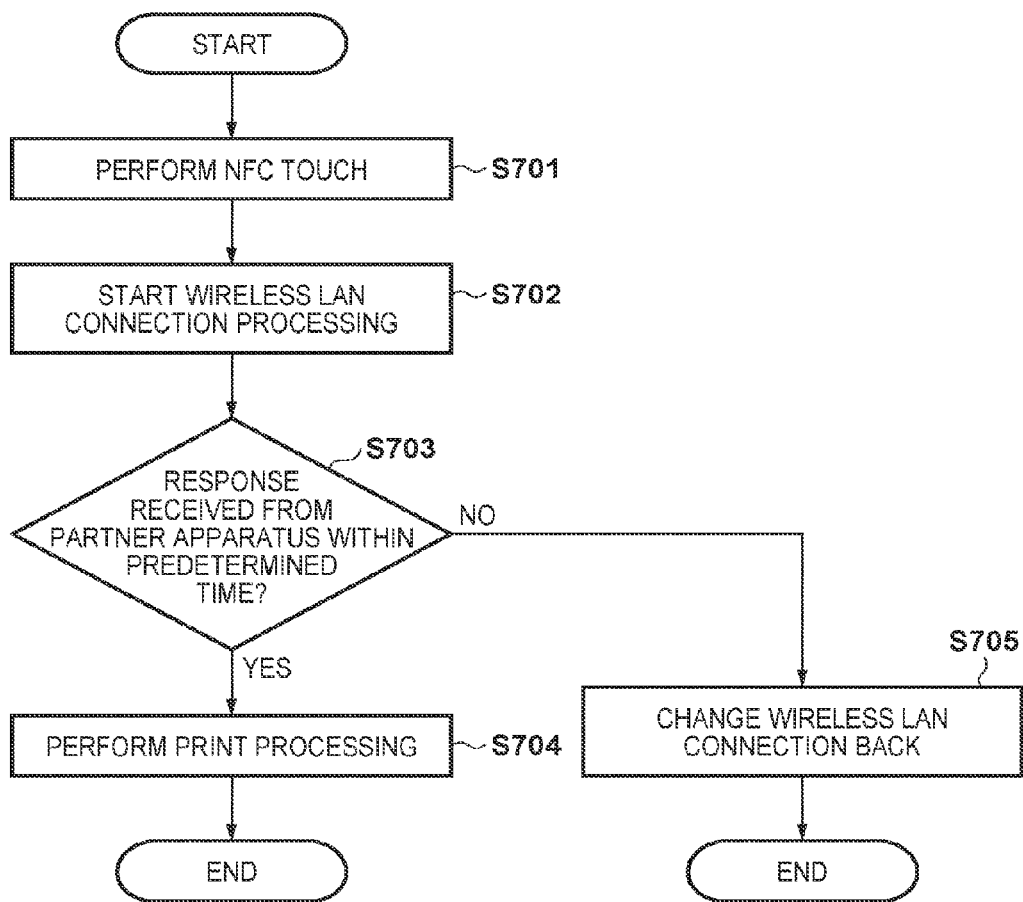 START
PERFORM NFC TOUCH
S701
START WIRELESS LAN
CONNECTION PROCESSING
S702
S703
RESPONSE
RECEIVED FROM
PARTNER APPARATUS WITHIN
PREDETERMINED
TIME?
NO
YES
S705
PERFORM PRINT PROCESSING
S704
CHANGE WIRELESS LAN
CONNECTION BACK
END
END